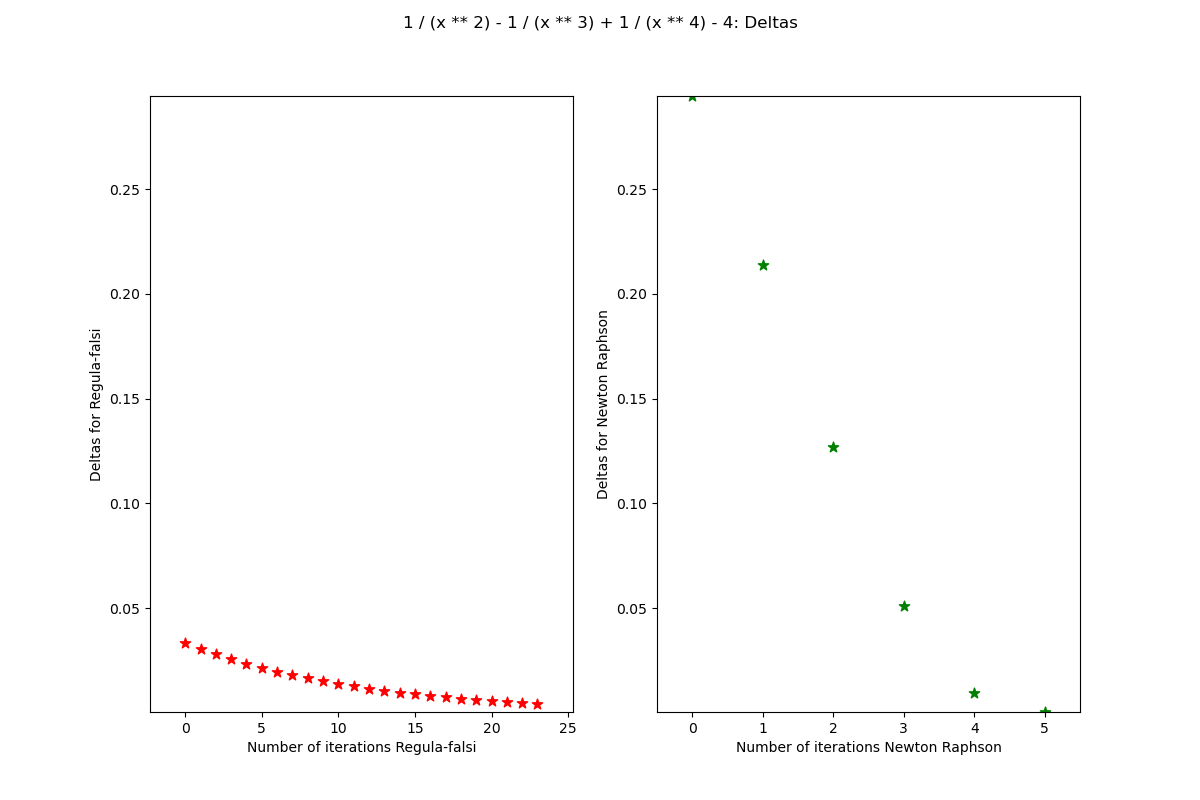 1 / (x ** 2) - 1 / (x ** 3) + 1 / (x ** 4) - 4: Deltas
Deltas for Regula-falsi
0.25
0.20
0.15
0.10
0.05
0 5 10 15 20 25
Number of iterations Regula-falsi
Deltas for Newton Raphson
0.25
0.20
0.15
0.10
0.05
0 1 2 3 4 5
Number of iterations Newton Raphson